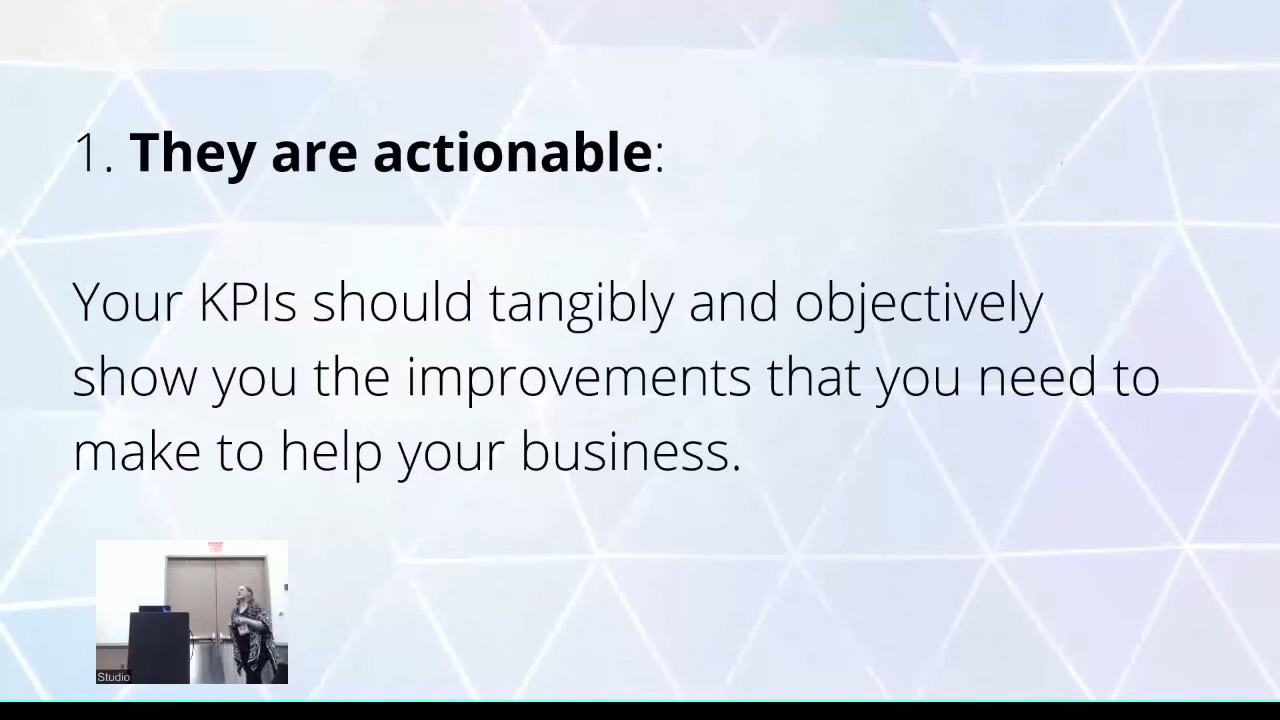 1. They are actionable:
Your KPIs should tangibly and objectively
show you the improvements that you need to
make to help your business.
Studio